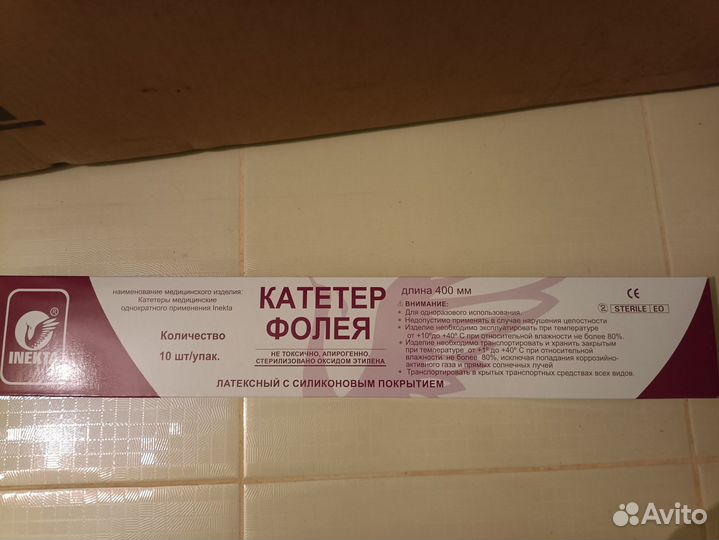 ®
INEKTA
наименование медицинского изделия:
Катетеры медицинские
однократного применения Inekta
Количество
10 шт/упак.
КАТЕТЕР
ФОЛЕЯ
НЕ ТОКСИЧНО, АПИРОГЕННО,
СТЕРИЛИЗОВАНО ОКСИДОМ ЭТИЛЕНА
ЛАТЕКСНЫЙ С СИЛИКОНОВЫМ ПОКРЫТИЕМ
длина 400 мм
⚠ ВНИМАНИЕ:
• Для одноразового использования.
• Недопустимо применять в случае нарушения целостности
• Изделие необходимо эксплуатировать при температуре
от +10⁰до +40⁰ С при относительной влажности не более 80%.
• Изделие необходимо транспортировать и хранить закрытым
при температуре от +1⁰ до +40⁰ С при относительной
влажности не более 80%, исключая попадания коррозийно-
активного газа и прямых солнечных лучей
• Транспортировать в крытых транспортных средствах всех видов.
CE
2 STERILE EO
Avito